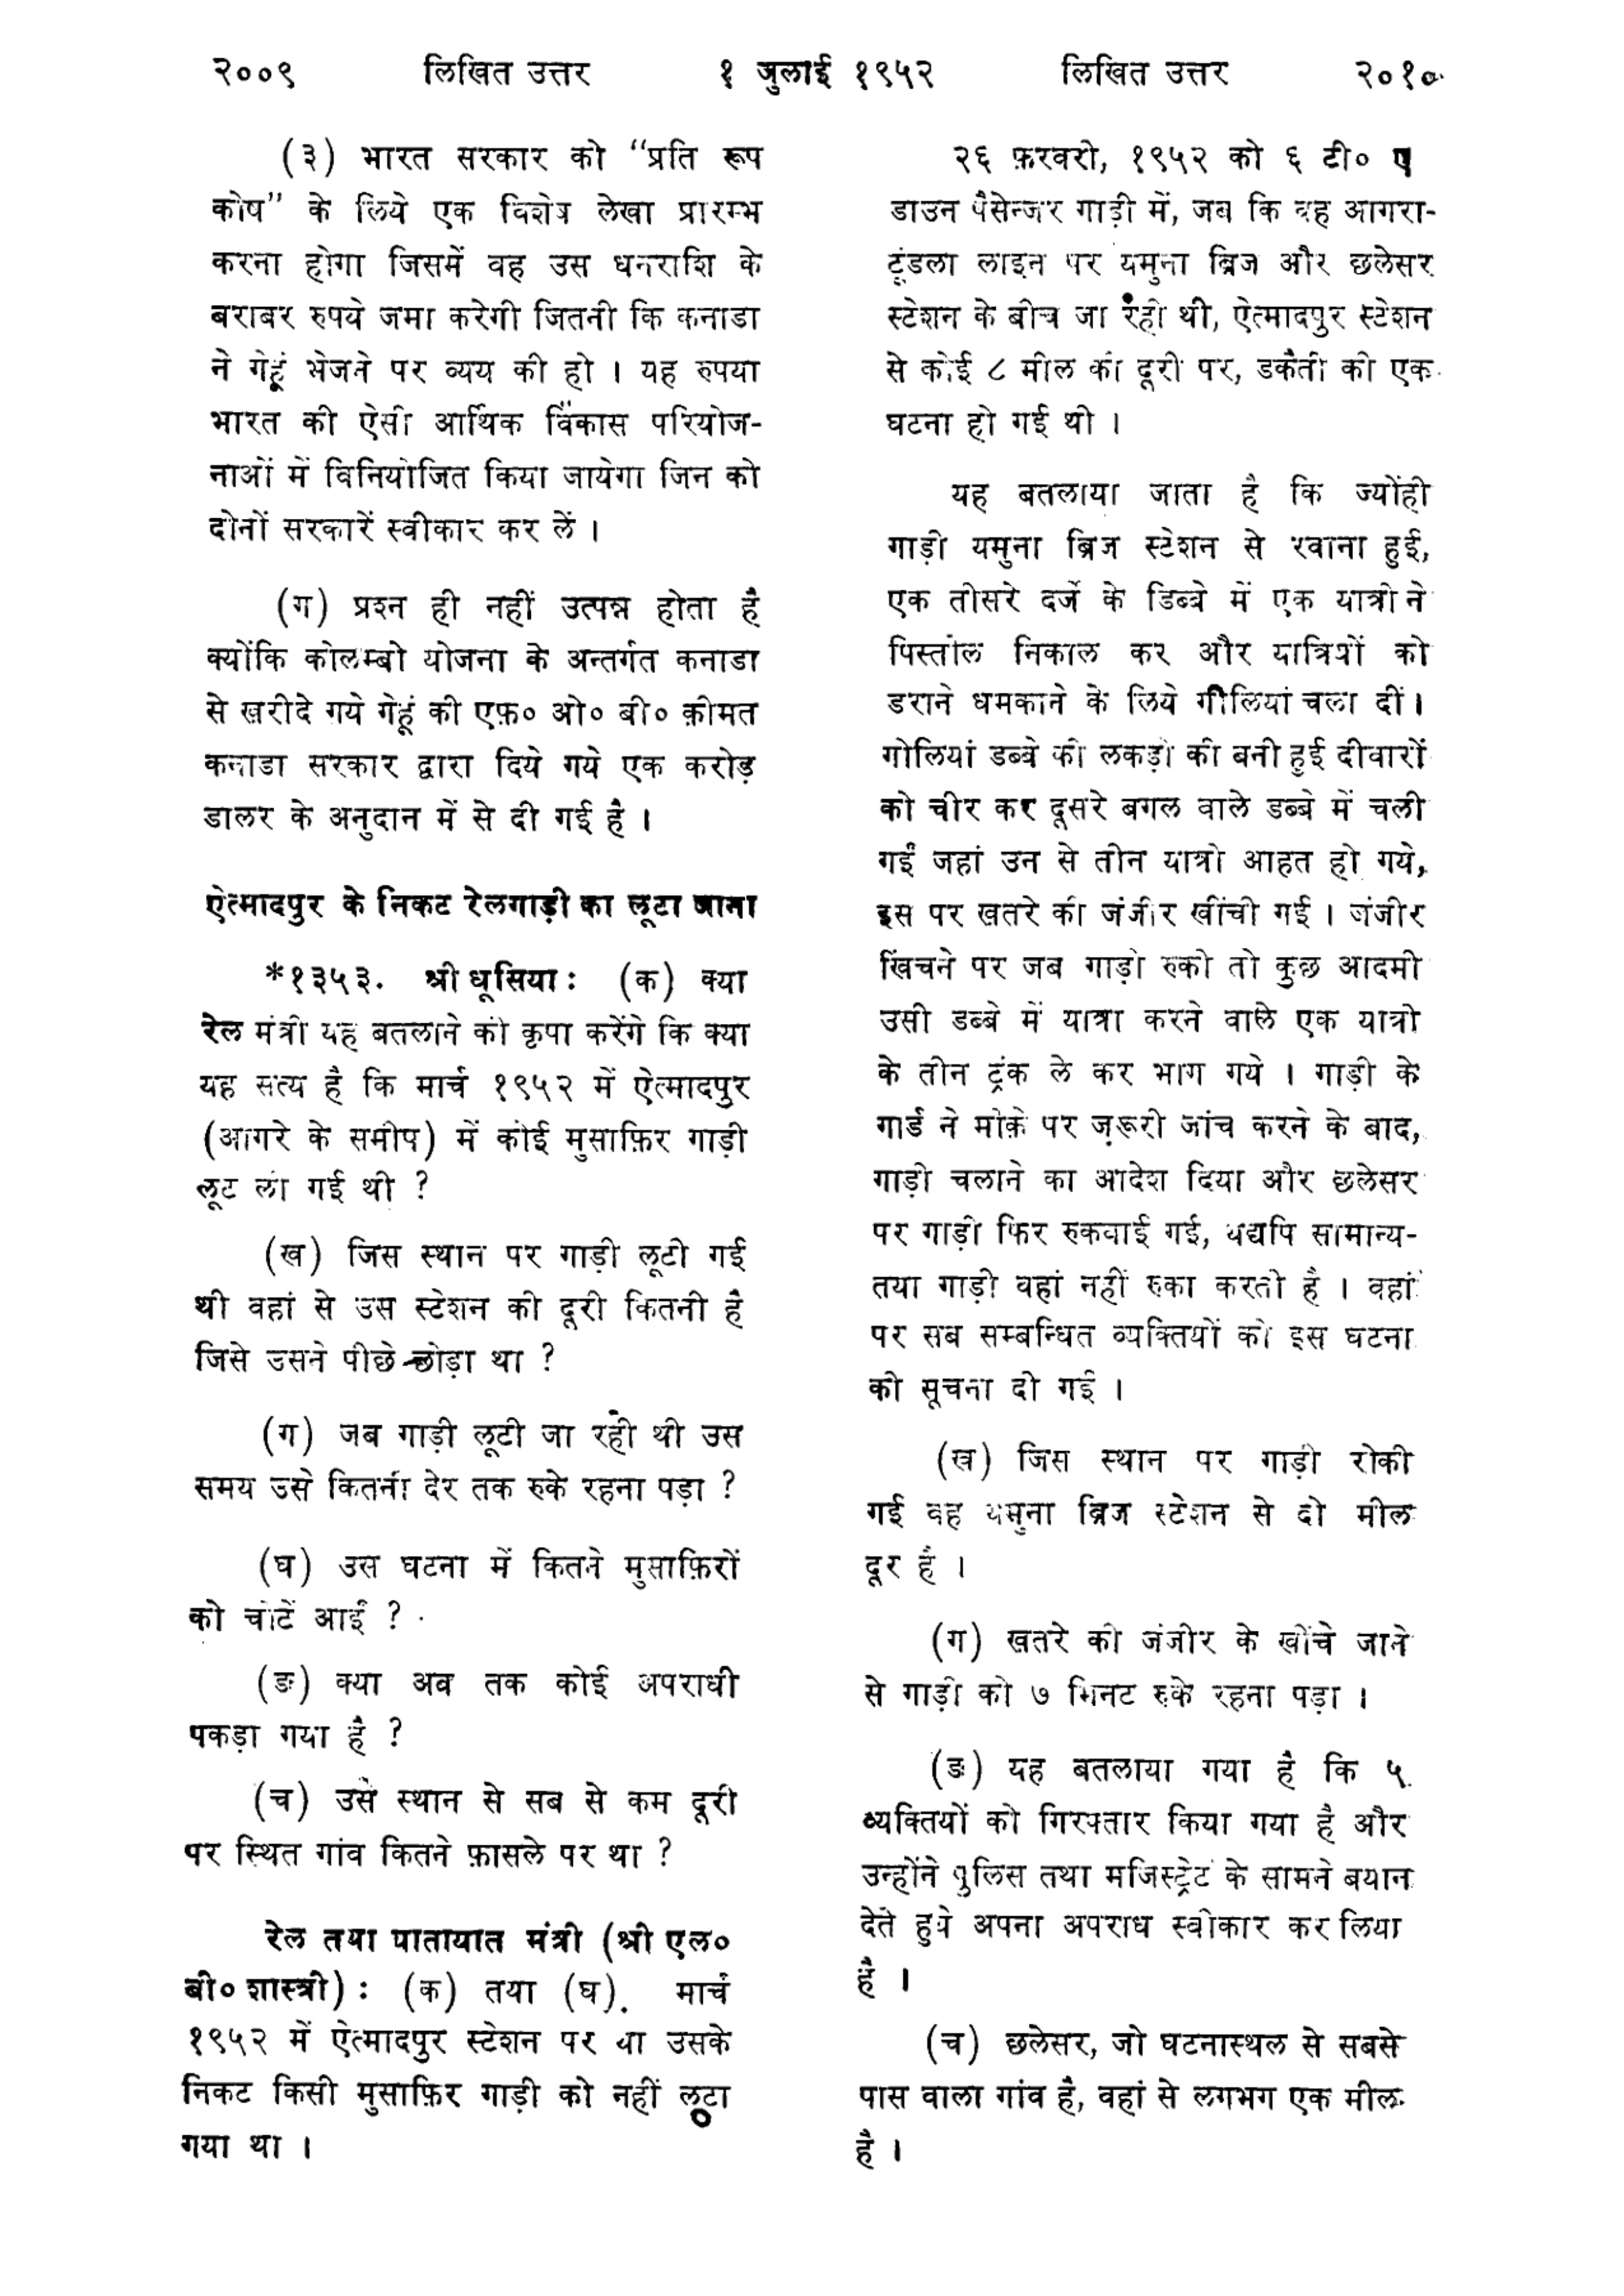 २००९ लिखित उत्तर १ जुलाई १९५२ लिखित उत्तर २०१०
(३) भारत सरकार को “प्रति रूप
कोष” के लिये एक विशेष लेखा प्रारम्भ
करना होगा जिसमें वह उस धनराशि के
बराबर रुपये जमा करेगी जितनी कि कनाडा
ने गेहूं भेजने पर व्यय की हो । यह रुपया
भारत की ऐसी आर्थिक विकास परियोज-
नाओं में विनियोजित किया जायेगा जिन को
दोनों सरकारें स्वीकार कर लें ।
(ग) प्रश्न ही नहीं उत्पन्न होता है
क्योंकि कोलम्बो योजना के अन्तर्गत कनाडा
से खरीदे गये गेहूं की एफ़० ओ० बी० क़ीमत
कनाडा सरकार द्वारा दिये गये एक करोड़
डालर के अनुदान में से दी गई है ।
ऐत्मादपुर के निकट रेलगाड़ी का लूटा जाना
*१३५३. श्री धूसिया : (क) क्या
रेल मंत्री यह बतलाने की कृपा करेंगे कि क्या
यह सत्य है कि मार्च १९५२ में ऐत्मादपुर
(आगरे के समीप) में कोई मुसाफ़िर गाड़ी
लूट ली गई थी ?
(ख) जिस स्थान पर गाड़ी लूटी गई
थी वहां से उस स्टेशन की दूरी कितनी है
जिसे उसने पीछे छोड़ा था ?
(ग) जब गाड़ी लूटी जा रही थी उस
समय उसे कितनी देर तक रुके रहना पड़ा ?
(घ) उस घटना में कितने मुसाफ़िरों
को चोटें आईं ?
(ङ) क्या अब तक कोई अपराधी
पकड़ा गया है ?
(च) उस स्थान से सब से कम दूरी
पर स्थित गांव कितने फ़ासले पर था ?
रेल तथा यातायात मंत्री (श्री एल०
बी० शास्त्री) : (क) तथा (घ). मार्च
१९५२ में ऐत्मादपुर स्टेशन पर या उसके
निकट किसी मुसाफ़िर गाड़ी को नहीं लूटा
गया था ।
२६ फ़रवरी, १९५२ को ६ टी० ए
डाउन पैसेन्जर गाड़ी में, जब कि वह आगरा-
टूंडला लाइन पर यमुना ब्रिज और छलेसर
स्टेशन के बीच जा रही थी, ऐत्मादपुर स्टेशन
से कोई ८ मील की दूरी पर, डकैती की एक
घटना हो गई थी ।
यह बतलाया जाता है कि ज्योंही
गाड़ी यमुना ब्रिज स्टेशन से रवाना हुई,
एक तीसरे दर्जे के डिब्बे में एक यात्री ने
पिस्तौल निकाल कर और यात्रियों को
डराने धमकाने के लिये गोलियां चला दीं ।
गोलियां डब्बे की लकड़ी की बनी हुई दीवारों
को चीर कर दूसरे बगल वाले डब्बे में चली
गईं जहां उन से तीन यात्री आहत हो गये,
इस पर खतरे की जंजीर खींची गई । जंजीर
खिंचने पर जब गाड़ी रुकी तो कुछ आदमी
उसी डब्बे में यात्रा करने वाले एक यात्री
के तीन ट्रंक ले कर भाग गये । गाड़ी के
गार्ड ने मौक़े पर ज़रूरी जांच करने के बाद,
गाड़ी चलाने का आदेश दिया और छलेसर
पर गाड़ी फिर रुकवाई गई, यद्यपि सामान्य-
तया गाड़ी वहां नहीं रुका करती है । वहां
पर सब सम्बन्धित व्यक्तियों को इस घटना
की सूचना दी गई ।
(ख) जिस स्थान पर गाड़ी रोकी
गई वह यमुना ब्रिज स्टेशन से दो मील
दूर है ।
(ग) खतरे की जंजीर के खींचे जाने
से गाड़ी को ७ मिनट रुके रहना पड़ा ।
(ङ) यह बतलाया गया है कि ५
व्यक्तियों को गिरफ्तार किया गया है और
उन्होंने पुलिस तथा मजिस्ट्रेट के सामने बयान
देते हुये अपना अपराध स्वीकार कर लिया
है ।
(च) छलेसर, जो घटनास्थल से सबसे
पास वाला गांव है, वहां से लगभग एक मील
है ।